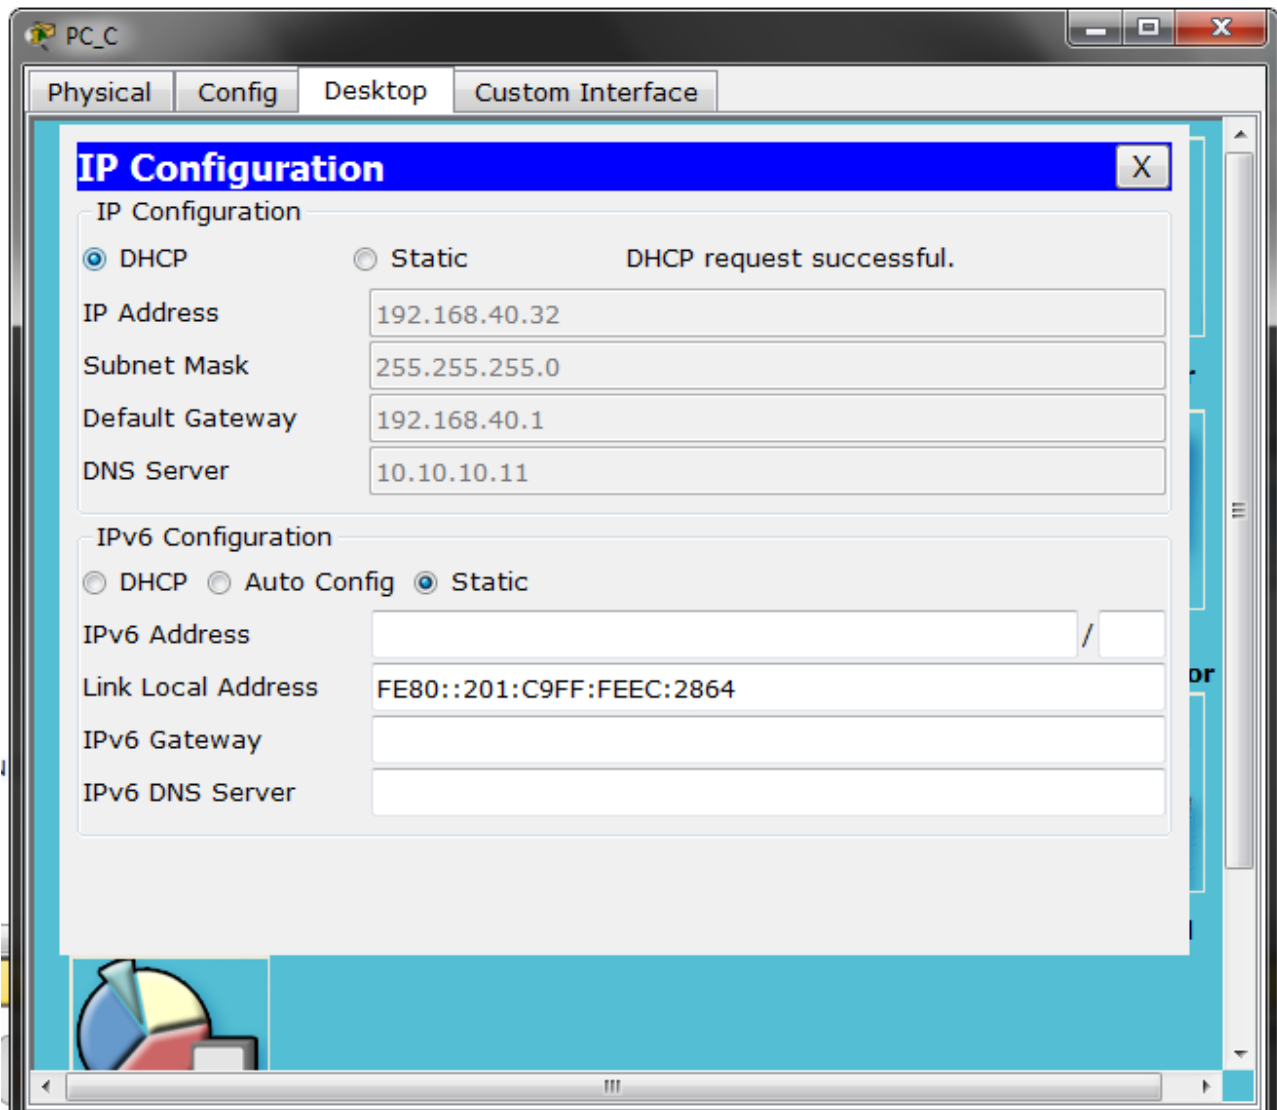 PC_C
Physical Config Desktop Custom Interface
IP Configuration X
IP Configuration
DHCP Static DHCP request successful.
IP Address 192.168.40.32
Subnet Mask 255.255.255.0
Default Gateway 192.168.40.1
DNS Server 10.10.10.11
IPv6 Configuration
DHCP Auto Config Static
IPv6 Address /
Link Local Address FE80::201:C9FF:FEEC:2864
IPv6 Gateway
IPv6 DNS Server